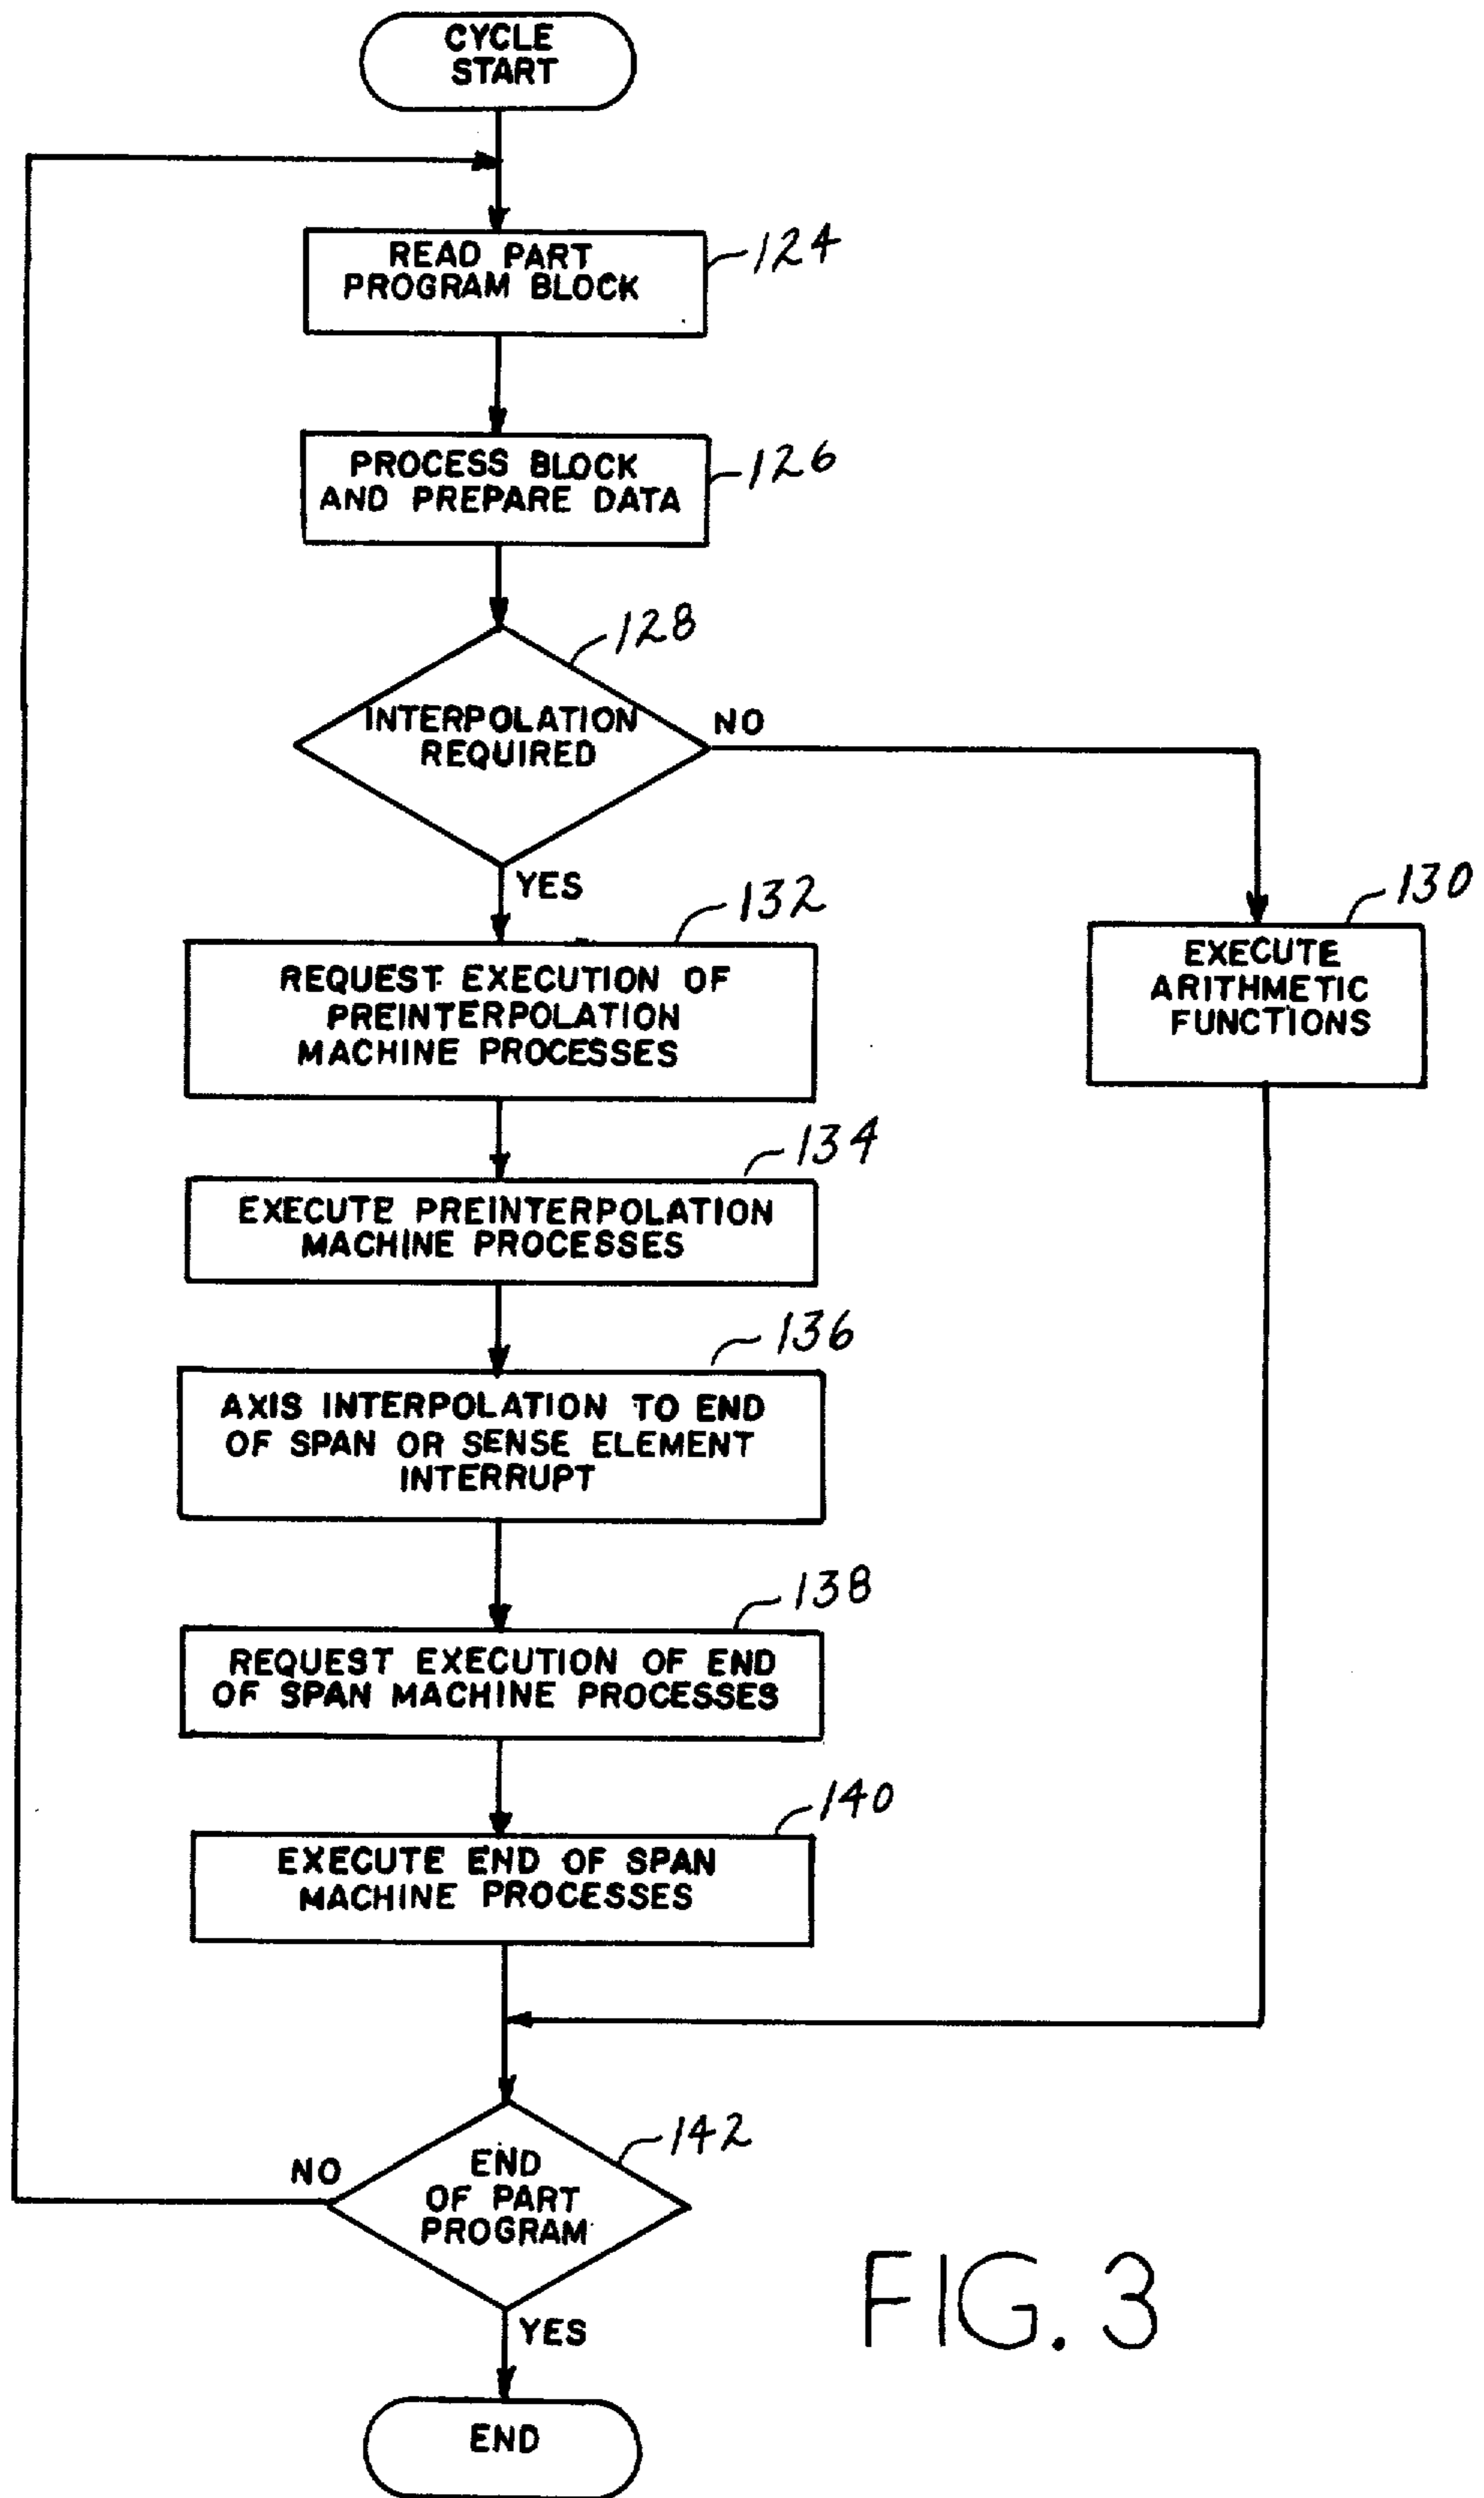 CYCLE
START
READ PART
PROGRAM BLOCK
124
PROCESS BLOCK
AND PREPARE DATA
126
128
INTERPOLATION
REQUIRED
NO
YES
132
REQUEST EXECUTION OF
PREINTERPOLATION
MACHINE PROCESSES
130
EXECUTE
ARITHMETIC
FUNCTIONS
134
EXECUTE PREINTERPOLATION
MACHINE PROCESSES
136
AXIS INTERPOLATION TO END
OF SPAN OR SENSE ELEMENT
INTERRUPT
138
REQUEST EXECUTION OF END
OF SPAN MACHINE PROCESSES
140
EXECUTE END OF SPAN
MACHINE PROCESSES
142
END
OF PART
PROGRAM
NO
YES
END
FIG. 3